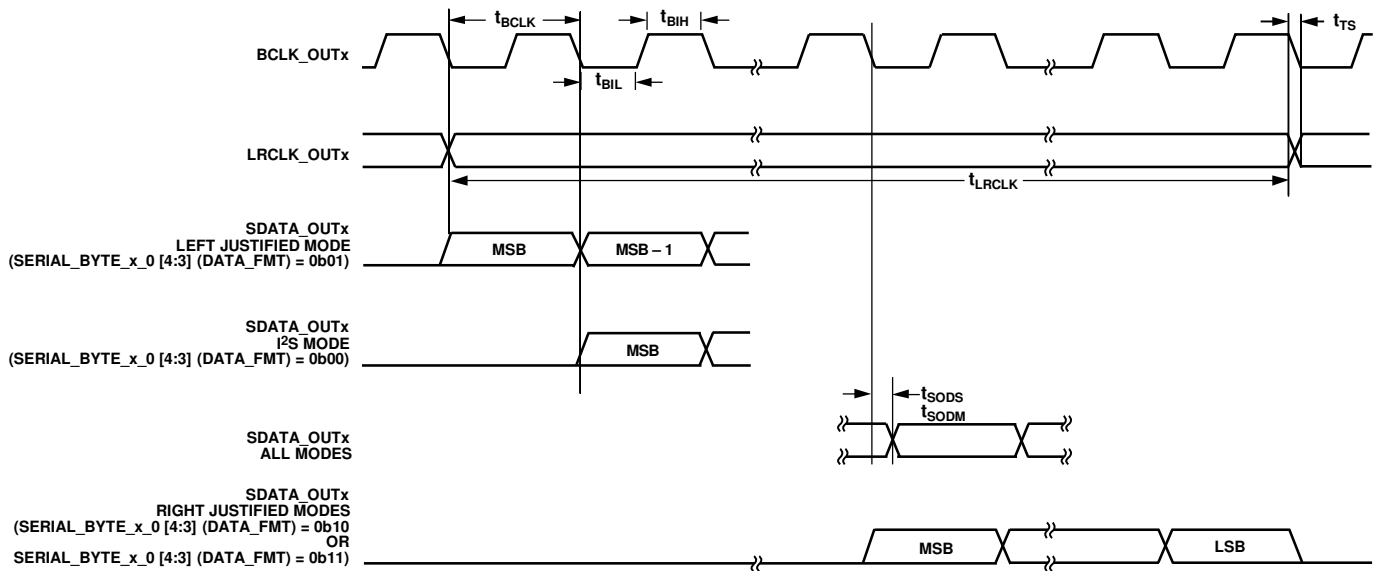 tBCLK
tBIH
tTS
BCLK_OUTx
tBIL
LRCLK_OUTx
tLRCLK
SDATA_OUTx
LEFT JUSTIFIED MODE
(SERIAL_BYTE_x_0 [4:3] (DATA_FMT) = 0b01)
MSB
MSB – 1
SDATA_OUTx
I2S MODE
(SERIAL_BYTE_x_0 [4:3] (DATA_FMT) = 0b00)
MSB
tSODS
tSODM
SDATA_OUTx
ALL MODES
SDATA_OUTx
RIGHT JUSTIFIED MODES
(SERIAL_BYTE_x_0 [4:3] (DATA_FMT) = 0b10
OR
SERIAL_BYTE_x_0 [4:3] (DATA_FMT) = 0b11)
MSB
LSB